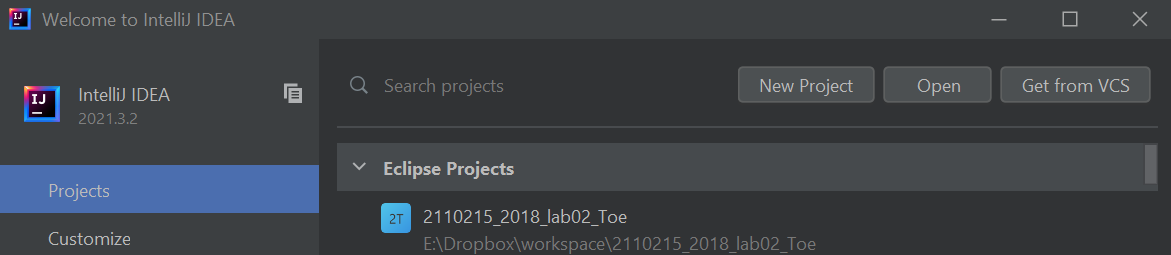 Welcome to IntelliJ IDEA
IJ
IntelliJ IDEA
2021.3.2
Projects
Customize
Search projects
New Project
Open
Get from VCS
Eclipse Projects
2T
2110215_2018_lab02_Toe
E:\Dropbox\workspace\2110215_2018_lab02_Toe